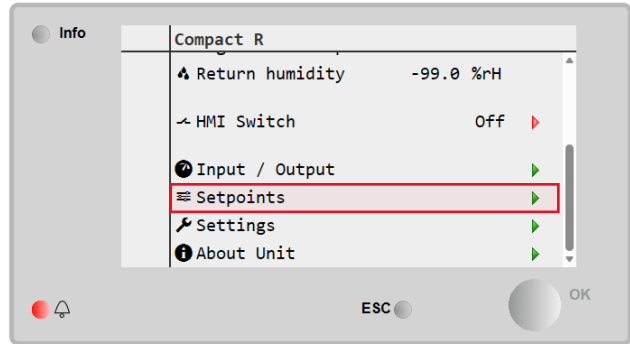 Info
Compact R
Return humidity -99.0 %rH
HMI Switch Off
Input / Output
Setpoints
Settings
About Unit
ESC
OK